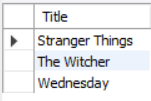 Title
Stranger Things
The Witcher
Wednesday